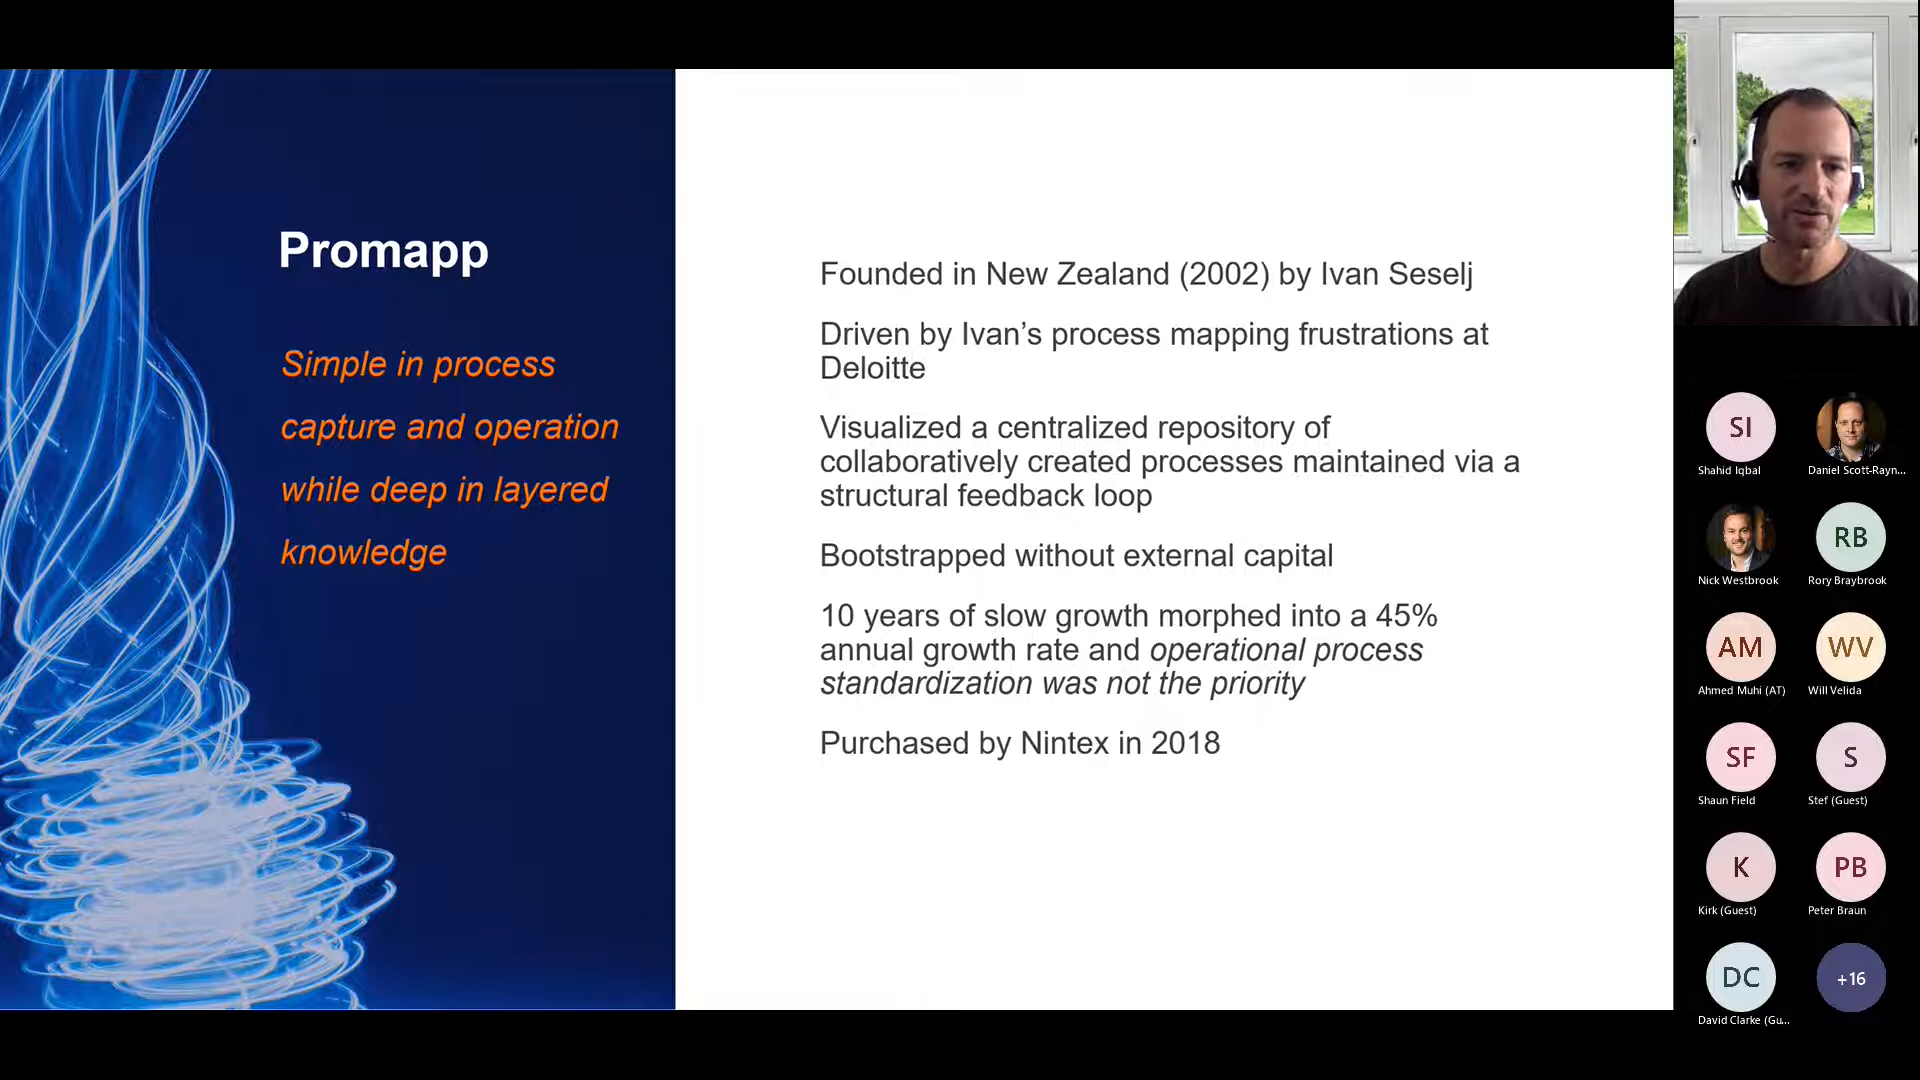 Promapp
Simple in process
capture and operation
while deep in layered
knowledge
Founded in New Zealand (2002) by Ivan Seselj
Driven by Ivan’s process mapping frustrations at
Deloitte
Visualized a centralized repository of
collaboratively created processes maintained via a
structural feedback loop
Bootstrapped without external capital
10 years of slow growth morphed into a 45%
annual growth rate and operational process
standardization was not the priority
Purchased by Nintex in 2018
SI
Shahid Iqbal
Daniel Scott-Rayn...
Nick Westbrook
RB
Rory Braybrook
AM
Ahmed Muhi (AT)
WV
Will Velida
SF
Shaun Field
S
Stef (Guest)
K
Kirk (Guest)
PB
Peter Braun
DC
David Clarke (Gu...
+16